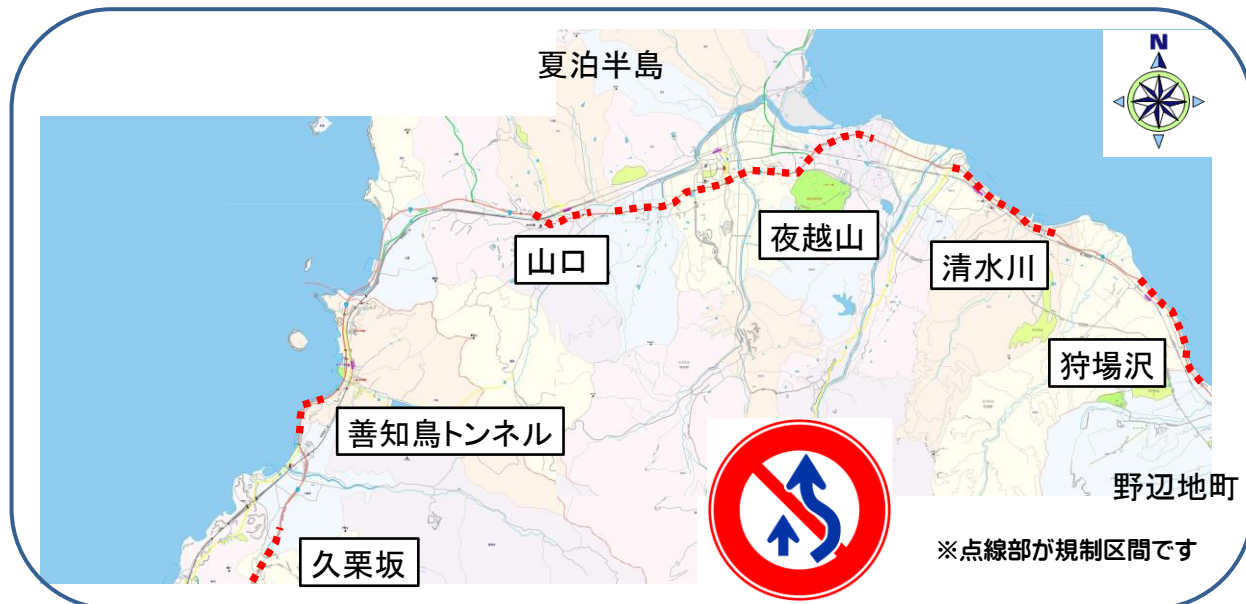 夏泊半島
N
山口
夜越山
清水川
狩場沢
善知鳥トンネル
野辺地町
※点線部が規制区間です
久栗坂